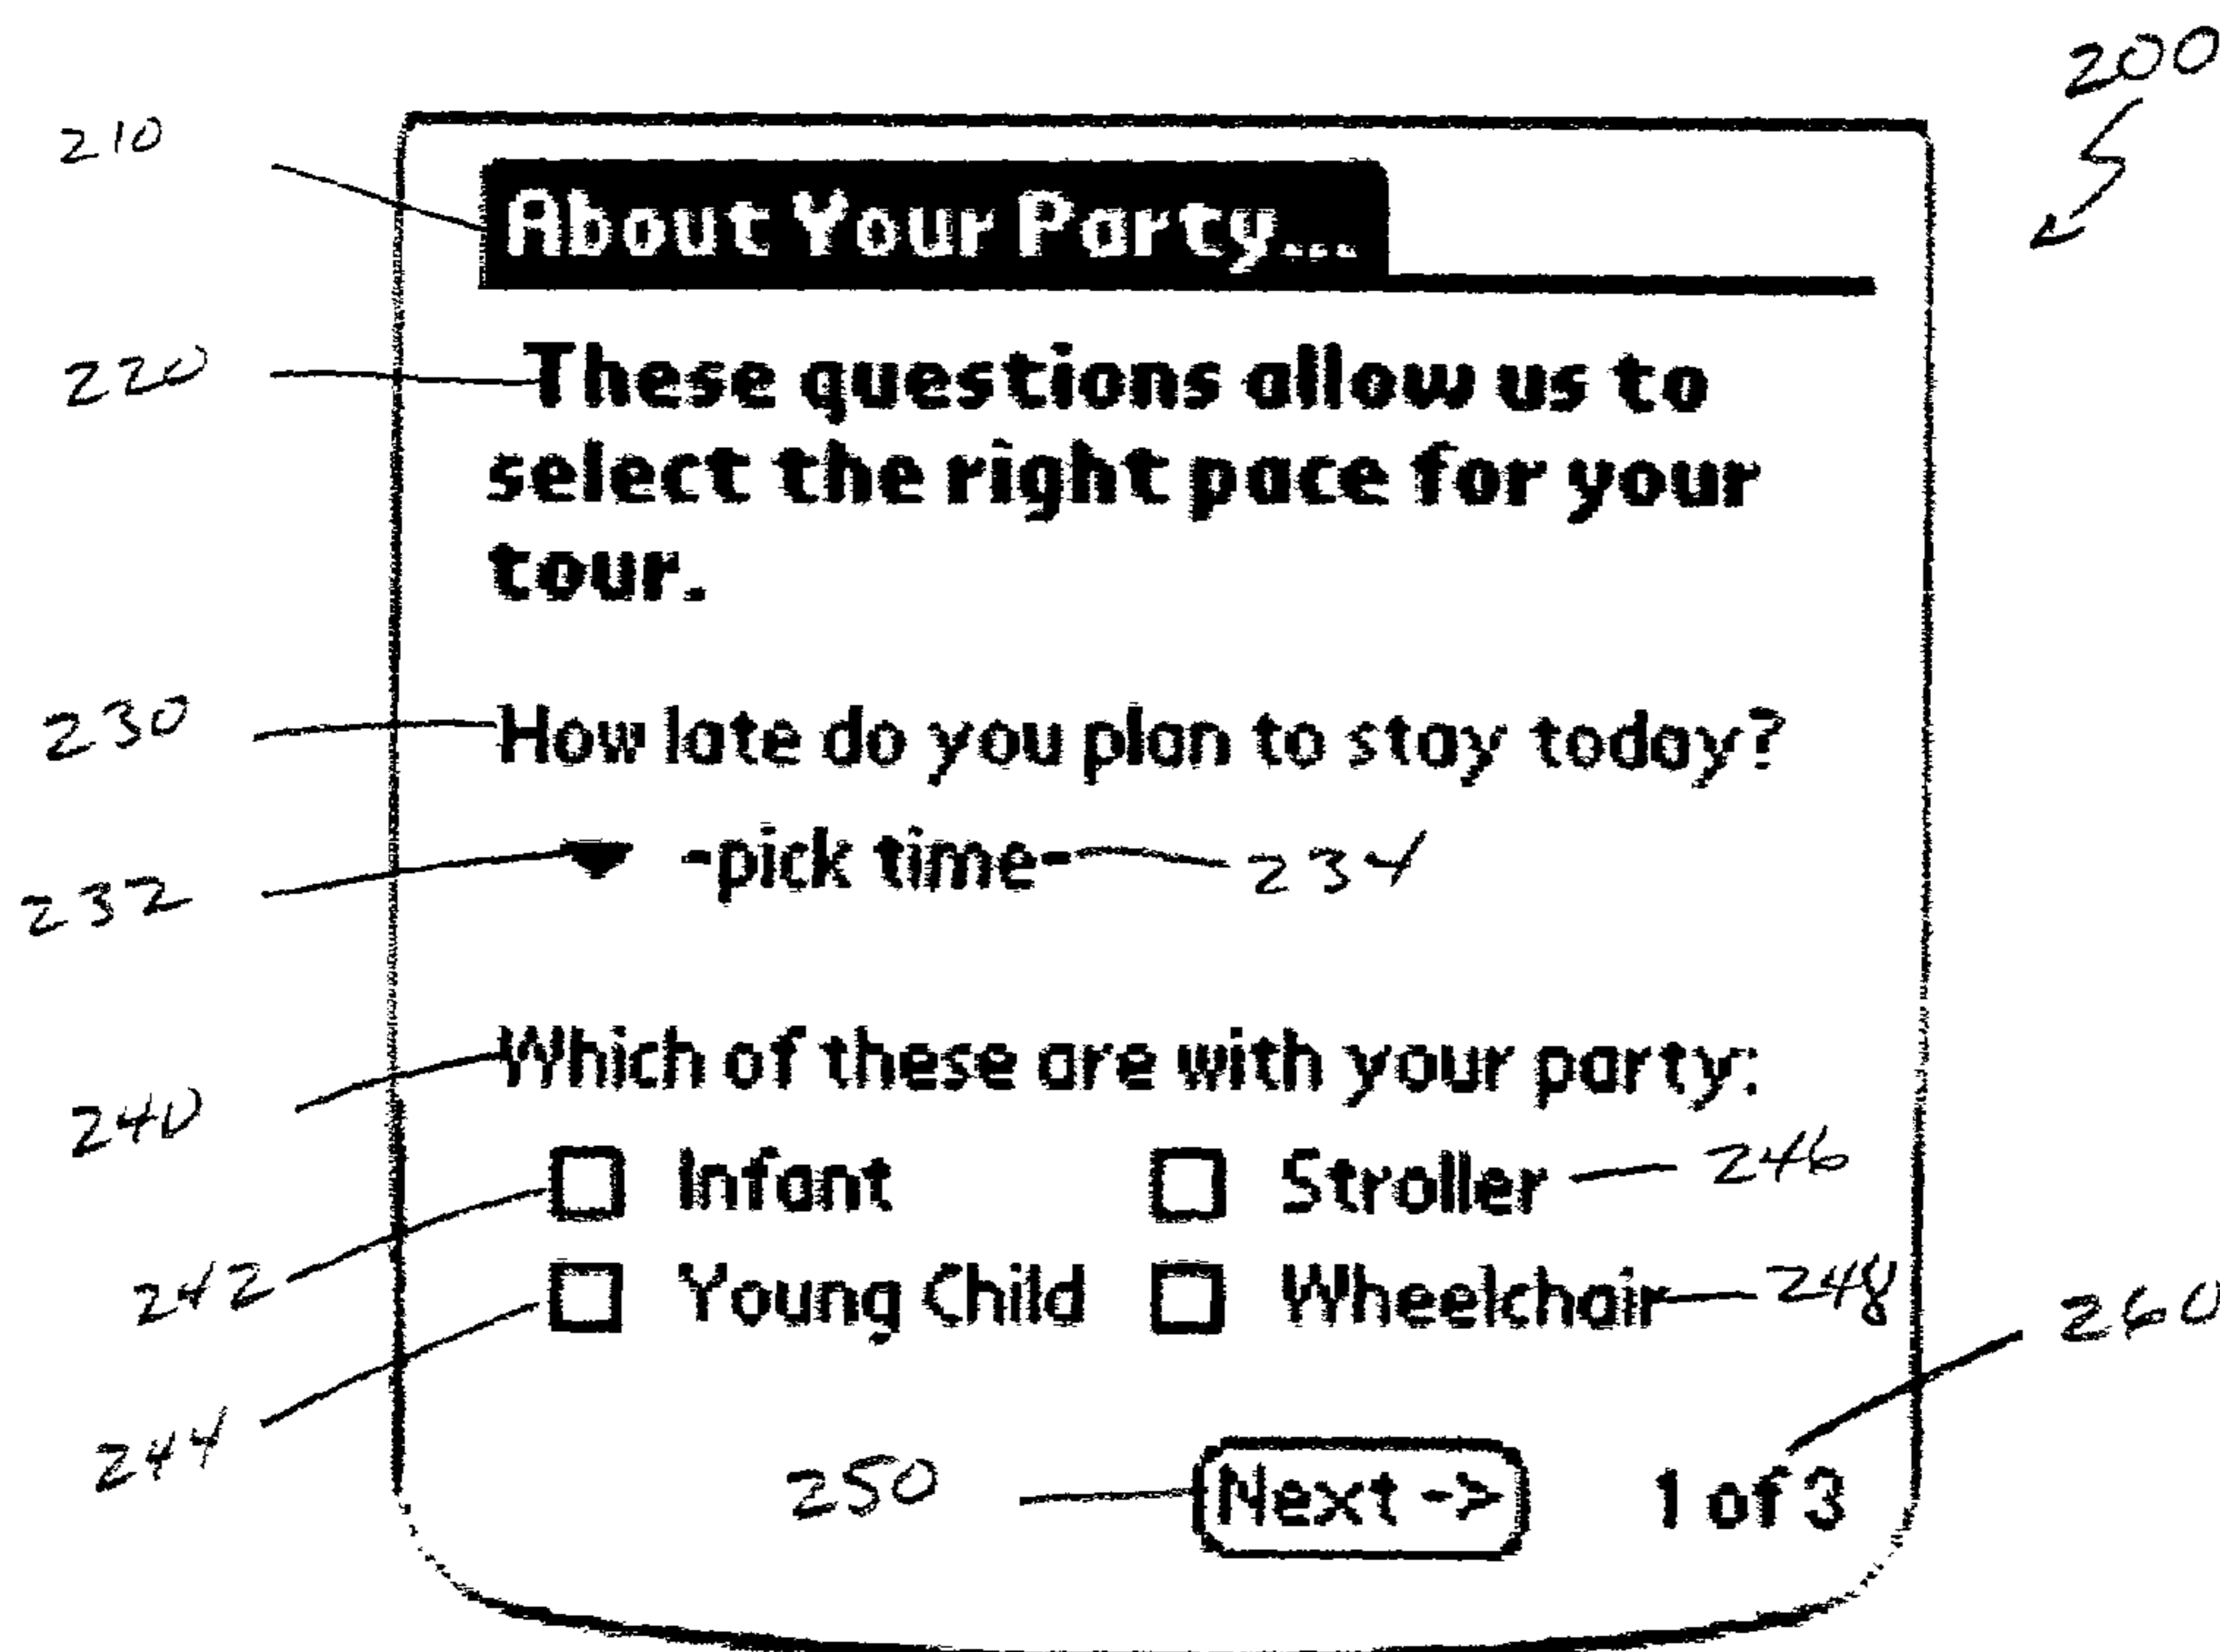 200
210
About Your Party...
220
These questions allow us to
select the right pace for your
tour.
230
How late do you plan to stay today?
232
-pick time-
234
240
Which of these are with your party:
242
Infant
Stroller
246
244
Young Child
Wheelchair
248
260
250
Next ->
1 of 3